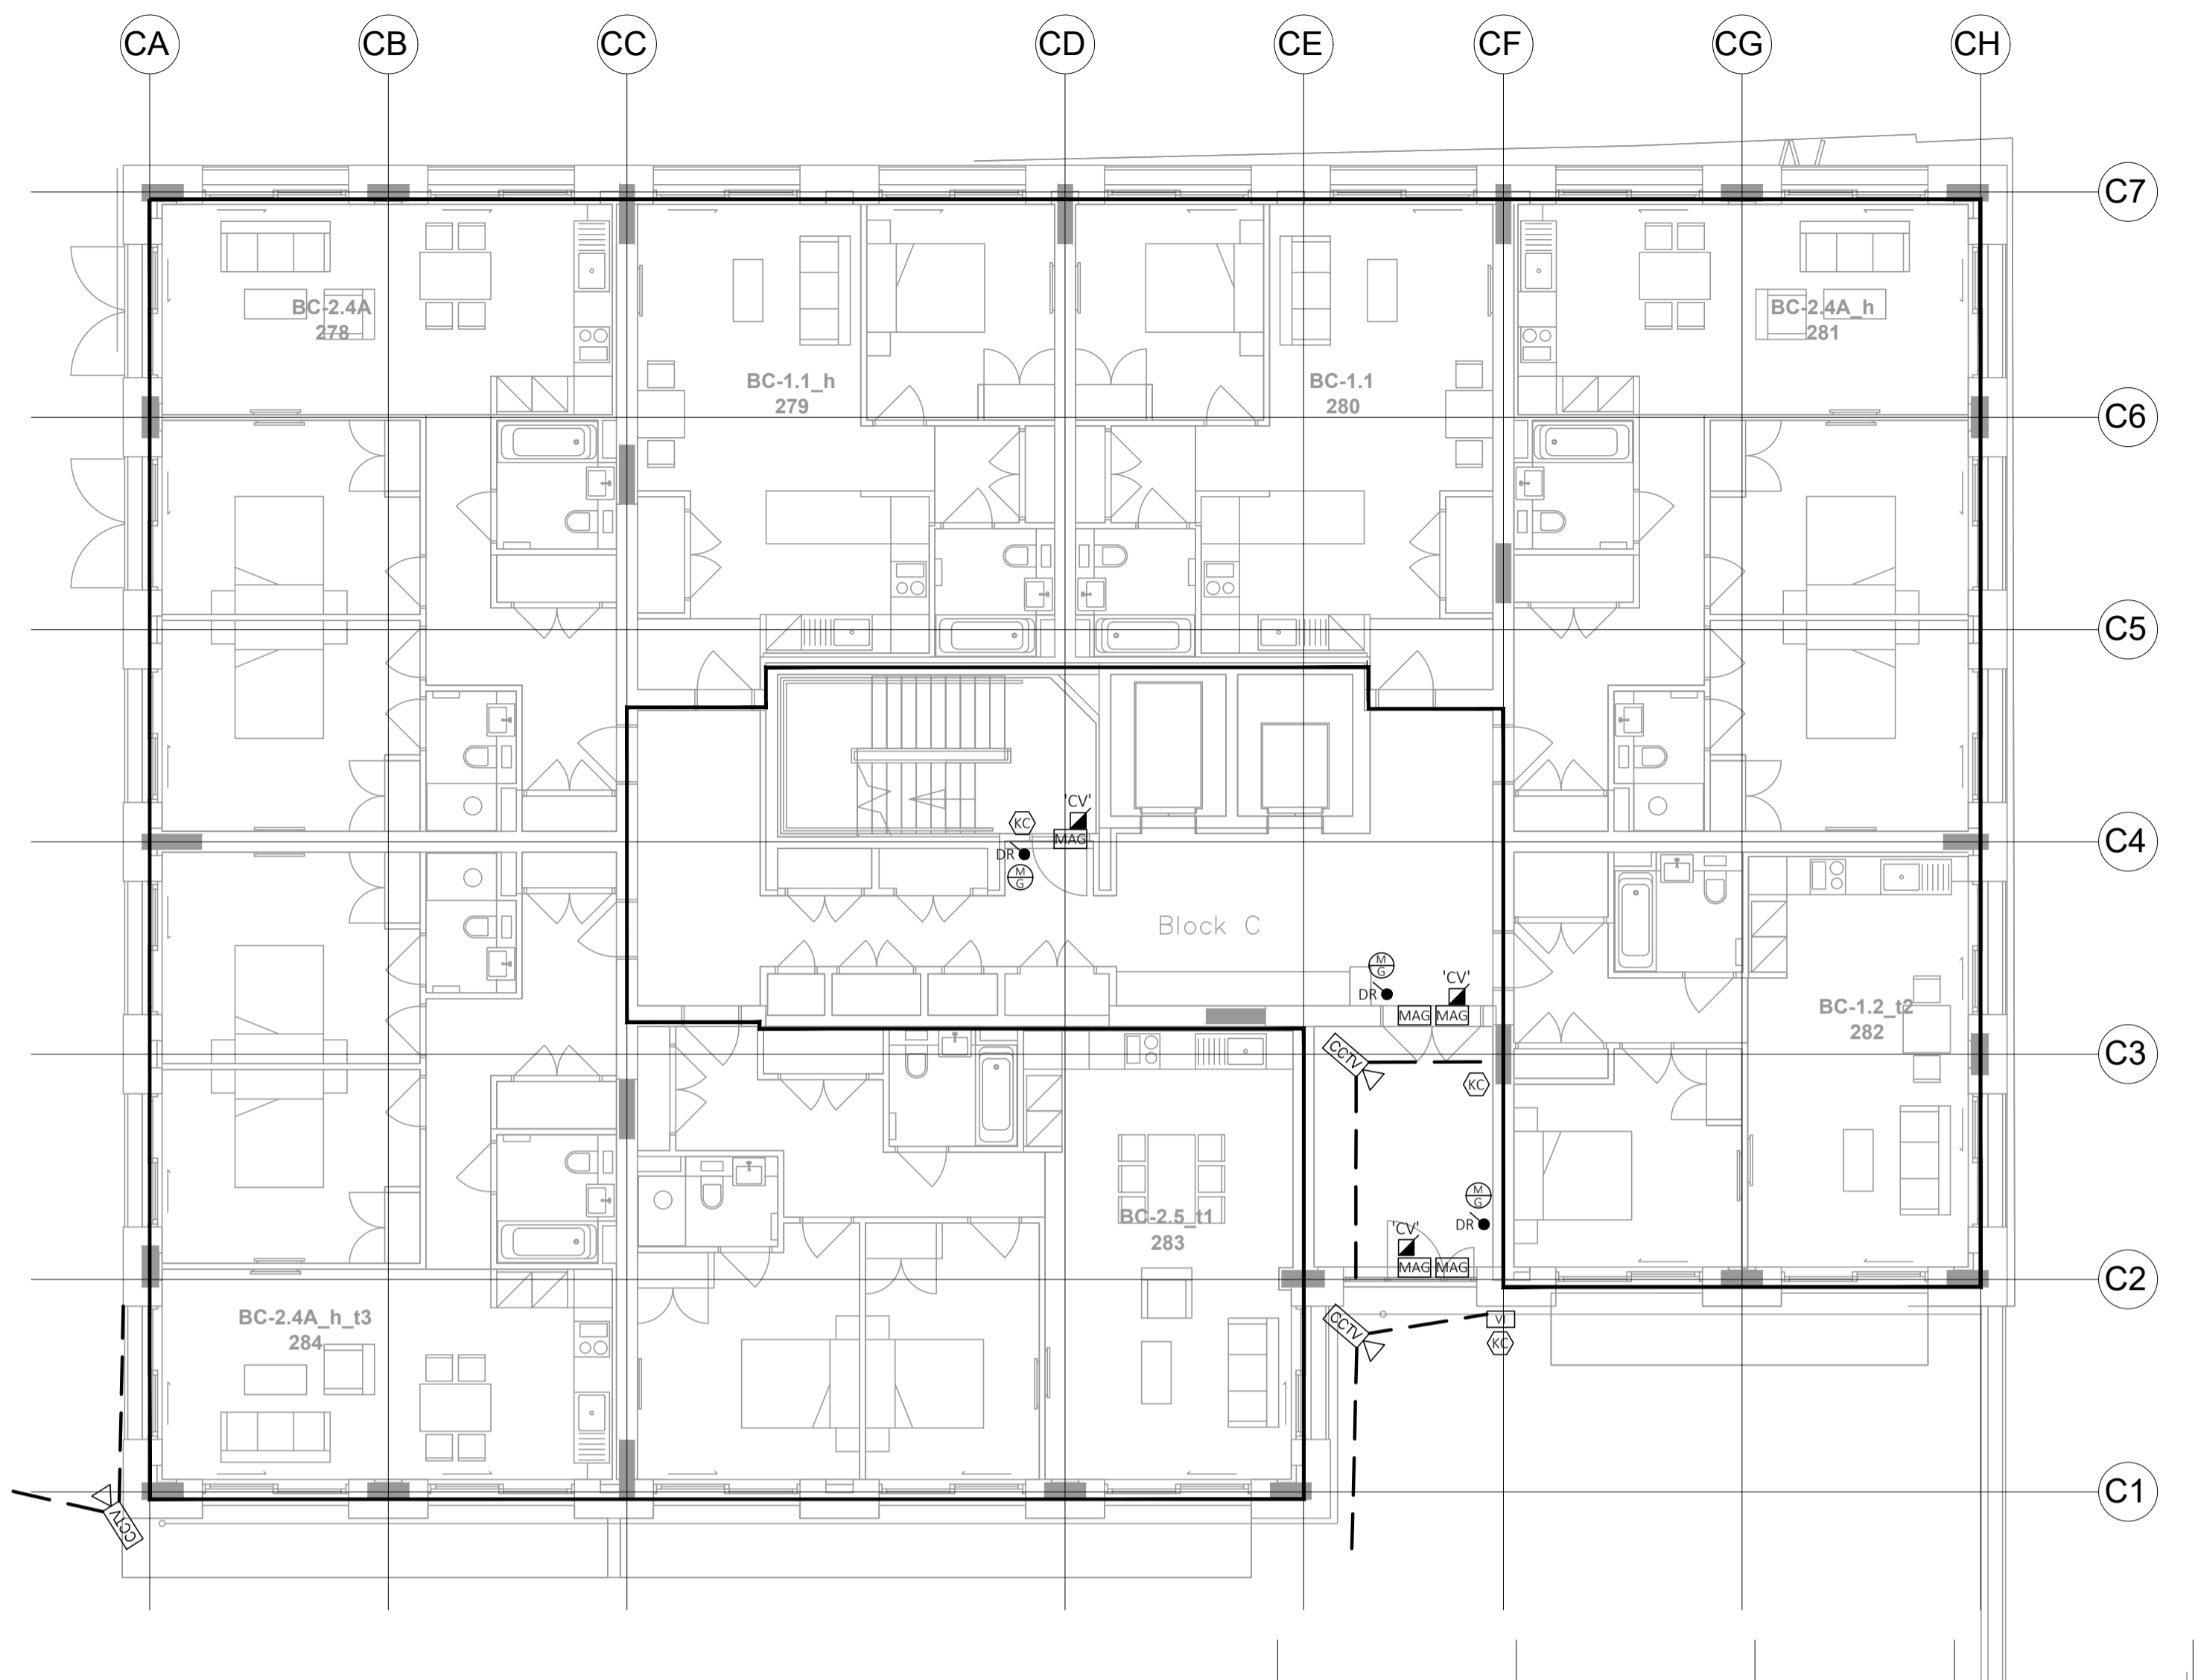 CA CB CC CD CE CF CG CH
C7
BC-2.4A
278
BC-2.4A_h
281
BC-1.1_h
279
BC-1.1
280
C6
C5
'CV'
KC
MAG
C4
DR
M
G
Block C
M
G
'CV'
DR
MAG MAG
BC-1.2_t2
282
CCTV
C3
KC
M
G
BC-2.5_t1
283
DR
'CV'
MAG MAG
C2
BC-2.4A_h_t3
284
CCTV
VI
KC
C1
CCTV